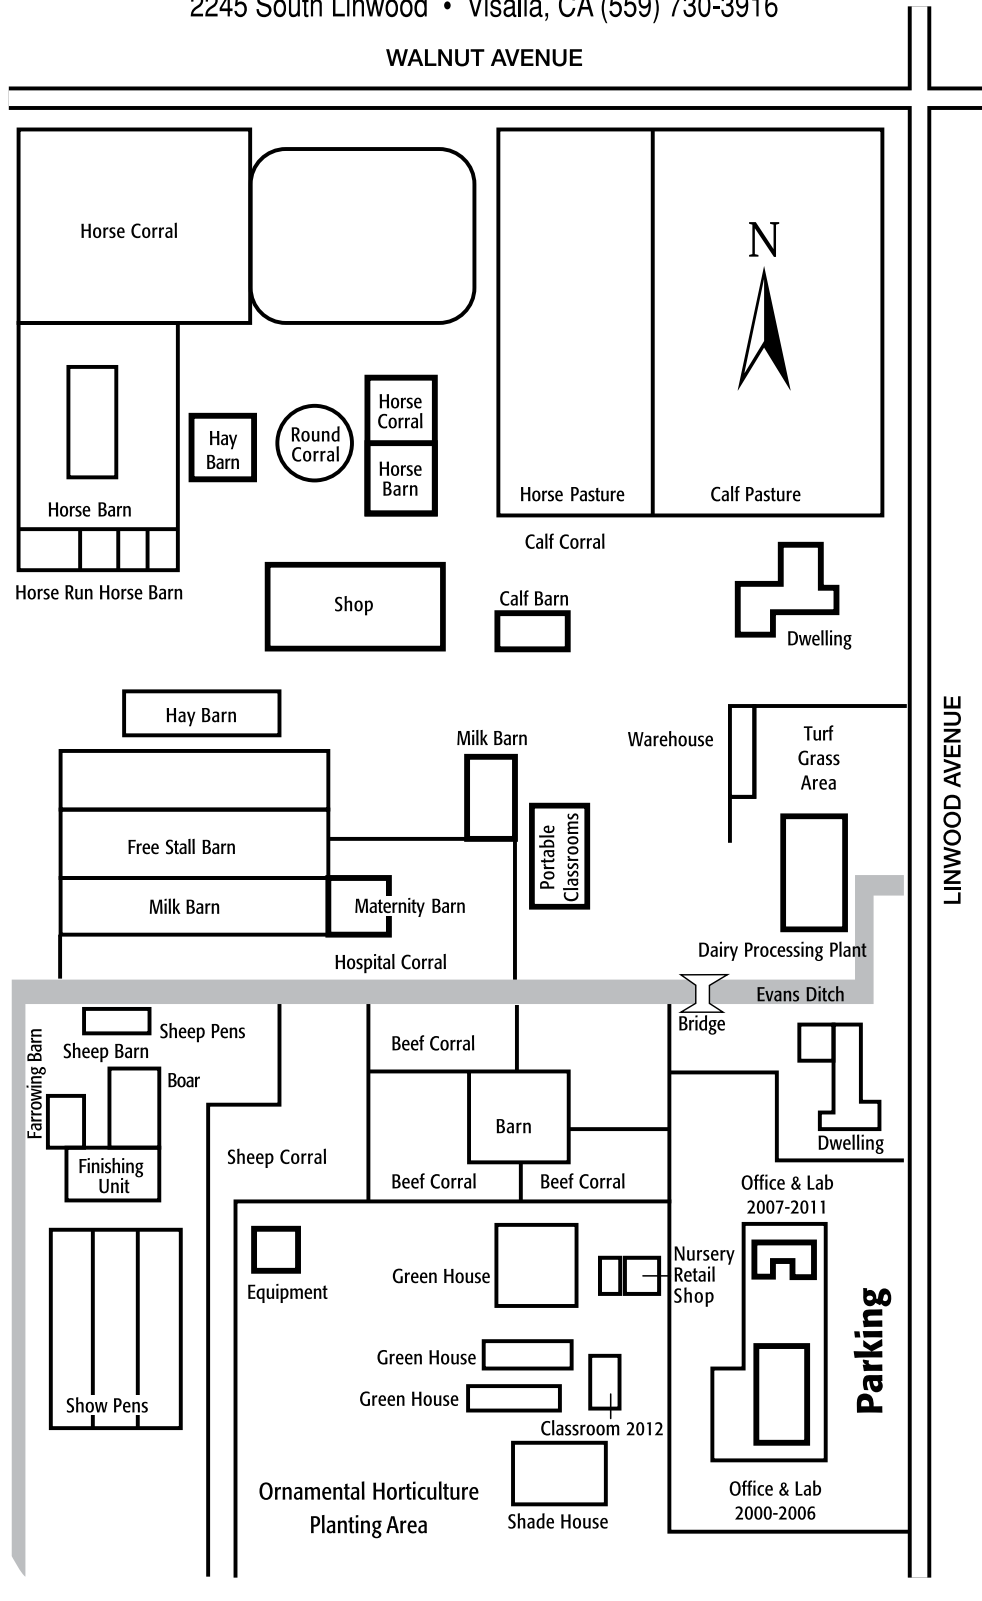 2245 South Linwood • Visalia, CA (559) 730-3916
WALNUT AVENUE
LINWOOD AVENUE
Horse Corral
N
Horse
Corral
Hay
Barn
Round
Corral
Horse
Barn
Horse Pasture
Calf Pasture
Horse Barn
Calf Corral
Horse Run Horse Barn
Shop
Calf Barn
Dwelling
Hay Barn
Milk Barn
Warehouse
Turf
Grass
Area
Free Stall Barn
Portable
Classrooms
Milk Barn
Maternity Barn
Hospital Corral
Dairy Processing Plant
Evans Ditch
Bridge
Sheep Pens
Sheep Barn
Farrowing Barn
Boar
Beef Corral
Barn
Dwelling
Finishing
Unit
Sheep Corral
Beef Corral
Beef Corral
Office & Lab
2007-2011
Equipment
Green House
Nursery
Retail
Shop
Parking
Green House
Green House
Show Pens
Classroom 2012
Ornamental Horticulture
Planting Area
Shade House
Office & Lab
2000-2006